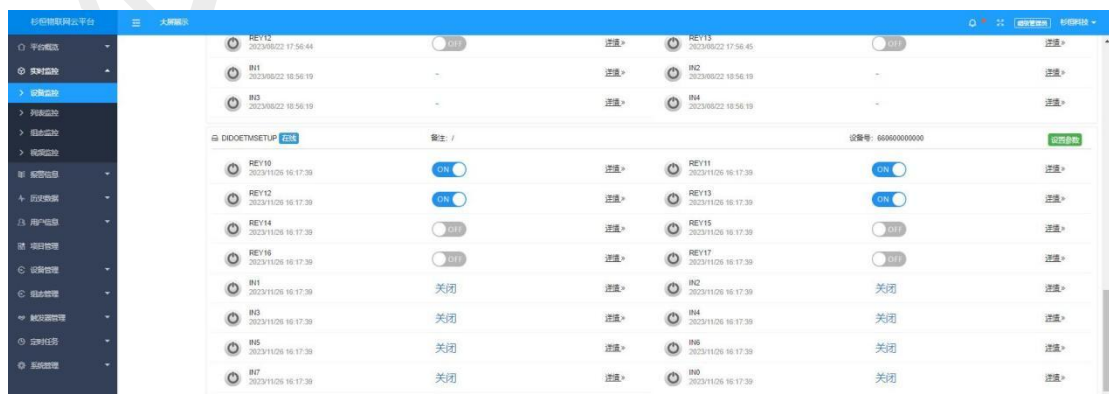 杉恒物联网云平台
大屏展示
杉恒科技
平台概览
实时监控
设备监控
列表监控
组态监控
视频监控
报警信息
历史数据
用户信息
项目管理
设备管理
组态管理
触发器管理
定时任务
系统管理
REY12
2023/08/22 17:56:44
OFF
详情»
REY13
2023/08/22 17:56:45
OFF
详情»
IN1
2023/08/22 18:56:19
-
详情»
IN2
2023/08/22 18:56:19
-
详情»
IN3
2023/08/22 18:56:19
-
详情»
IN4
2023/08/22 18:56:19
-
详情»
DIDOETMSETUP 在线
备注: /
设备号: 660600000000
设置参数
REY10
2023/11/26 16:17:39
ON
详情»
REY11
2023/11/26 16:17:39
ON
详情»
REY12
2023/11/26 16:17:39
ON
详情»
REY13
2023/11/26 16:17:39
ON
详情»
REY14
2023/11/26 16:17:39
OFF
详情»
REY15
2023/11/26 16:17:39
OFF
详情»
REY16
2023/11/26 16:17:39
OFF
详情»
REY17
2023/11/26 16:17:39
OFF
详情»
IN1
2023/11/26 16:17:39
关闭
详情»
IN2
2023/11/26 16:17:39
关闭
详情»
IN3
2023/11/26 16:17:39
关闭
详情»
IN4
2023/11/26 16:17:39
关闭
详情»
IN5
2023/11/26 16:17:39
关闭
详情»
IN6
2023/11/26 16:17:39
关闭
详情»
IN7
2023/11/26 16:17:39
关闭
详情»
IN0
2023/11/26 16:17:39
关闭
详情»